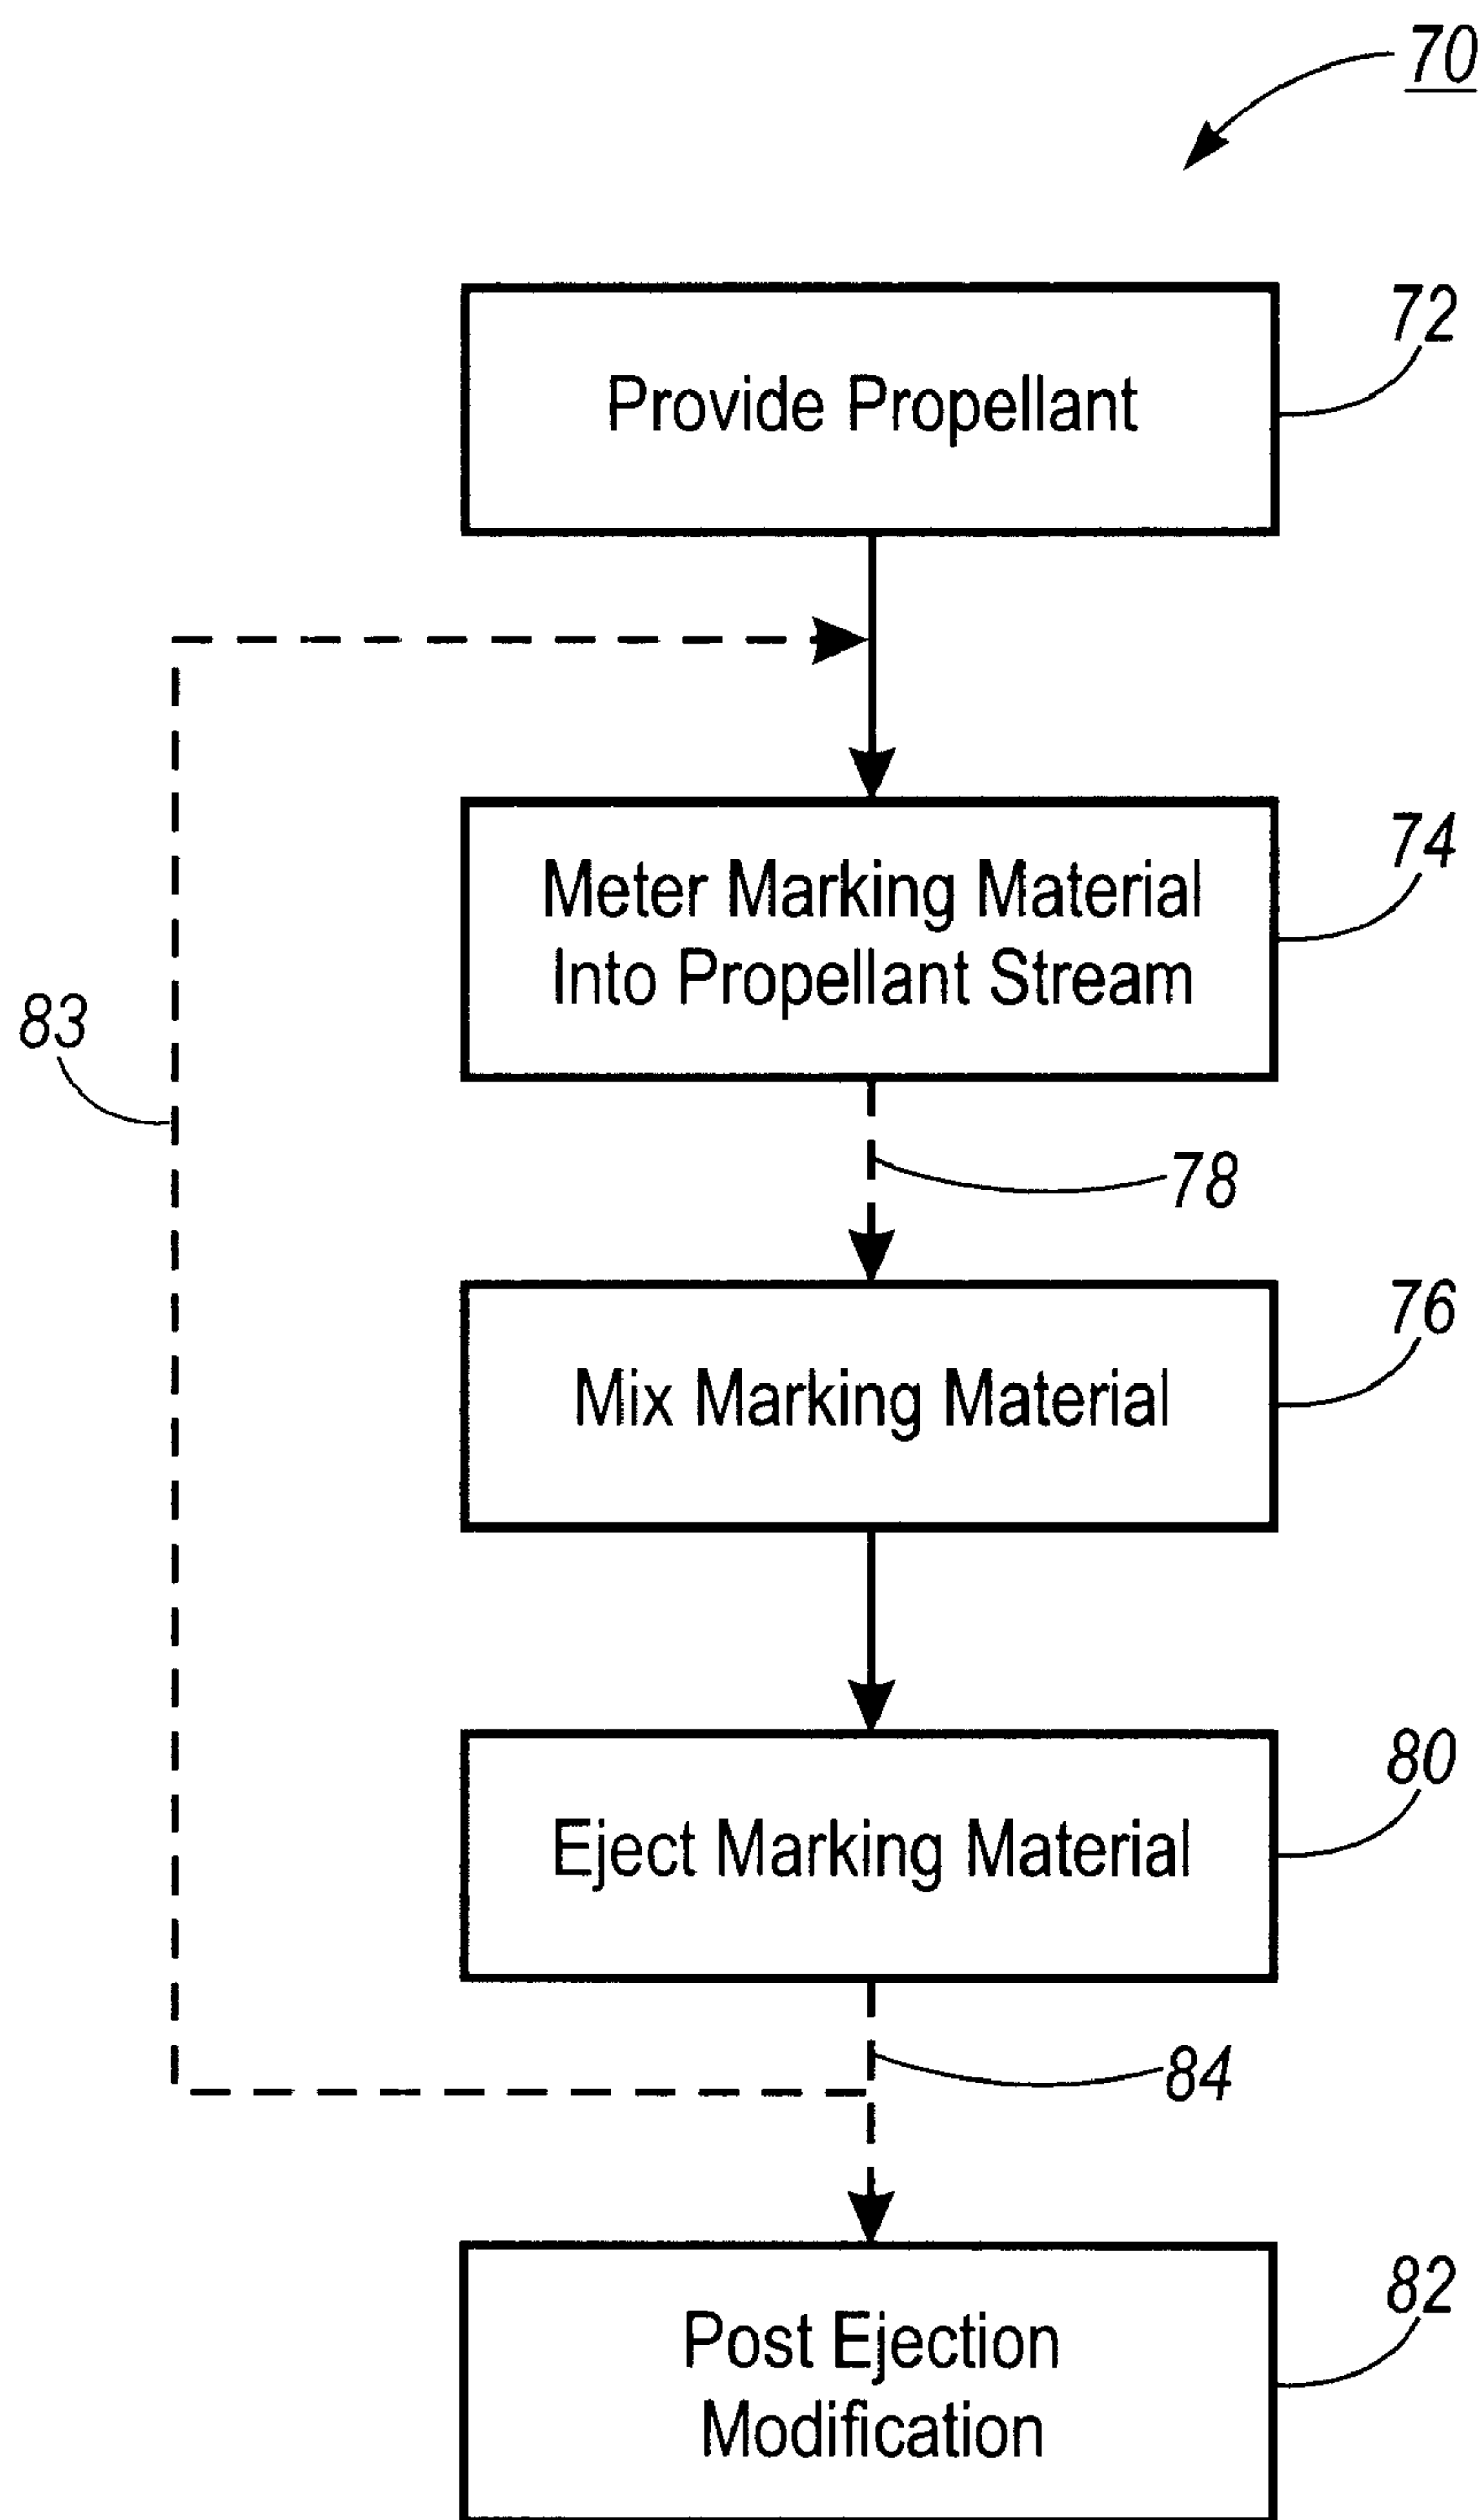 70
72
Provide Propellant
74
Meter Marking Material
Into Propellant Stream
83
78
76
Mix Marking Material
80
Eject Marking Material
84
82
Post Ejection
Modification